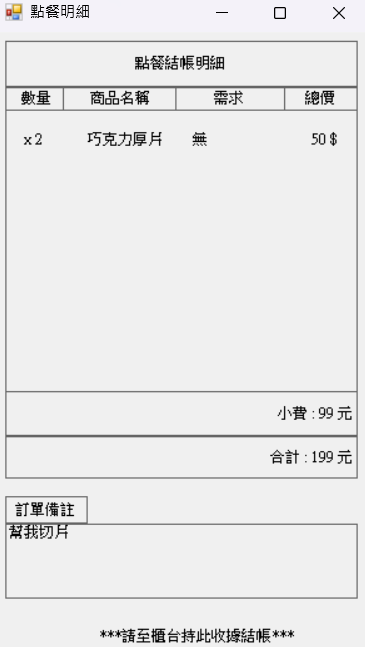 點餐明細
點餐結帳明細
數量 商品名稱 需求 總價
x 2 巧克力厚片 無 50 $
小費 : 99 元
合計 : 199 元
訂單備註
幫我切片
***請至櫃台持此收據結帳***